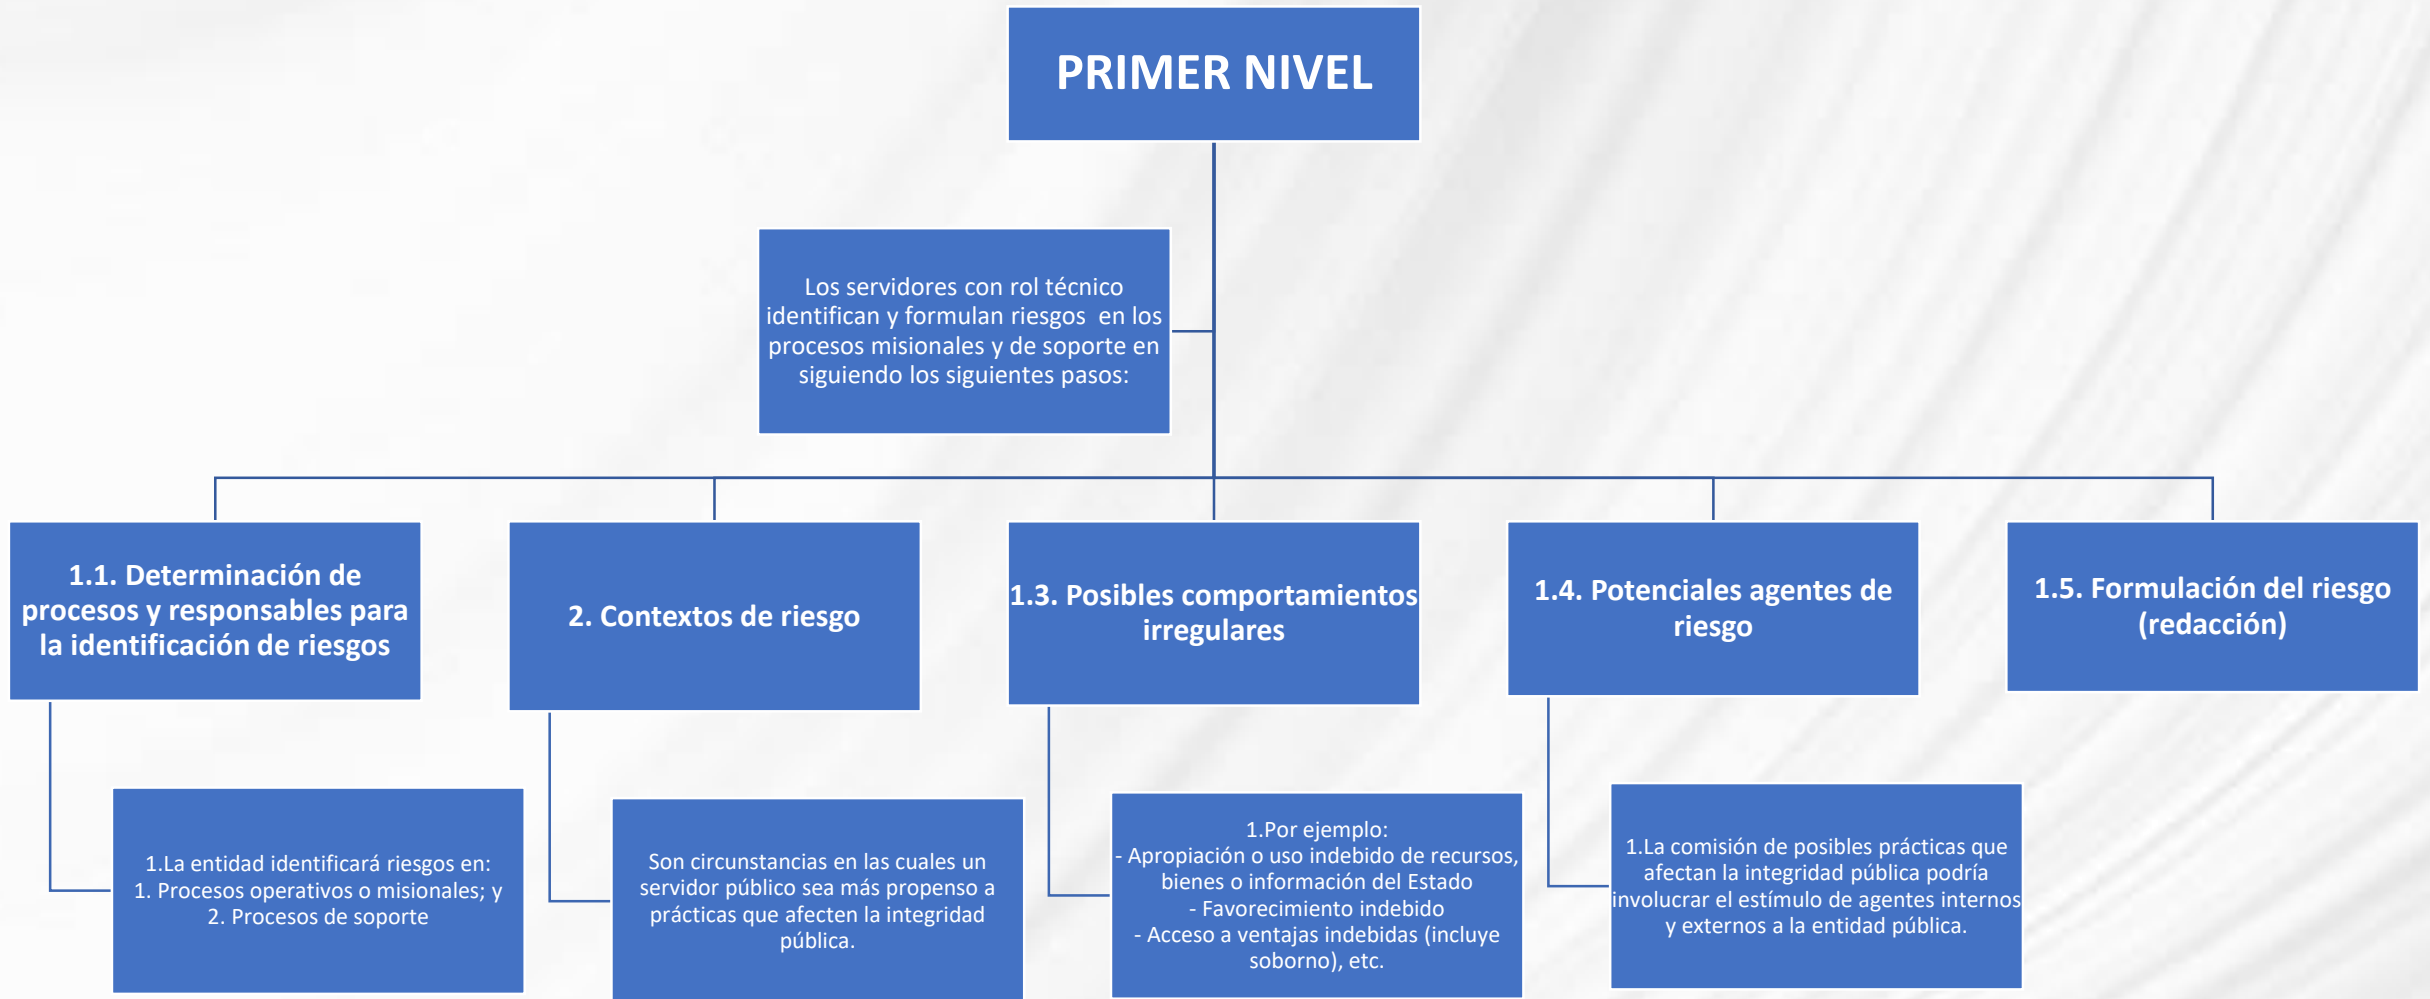 PRIMER NIVEL
Los servidores con rol técnico
identifican y formulan riesgos en los
procesos misionales y de soporte en
siguiendo los siguientes pasos:
1.1. Determinación de
procesos y responsables para
la identificación de riesgos
2. Contextos de riesgo
1.3. Posibles comportamientos
irregulares
1.4. Potenciales agentes de
riesgo
1.5. Formulación del riesgo
(redacción)
1.La entidad identificará riesgos en:
1. Procesos operativos o misionales; y
2. Procesos de soporte
Son circunstancias en las cuales un
servidor público sea más propenso a
prácticas que afecten la integridad
pública.
1.Por ejemplo:
- Apropiación o uso indebido de recursos,
bienes o información del Estado
- Favorecimiento indebido
- Acceso a ventajas indebidas (incluye
soborno), etc.
1.La comisión de posibles prácticas que
afectan la integridad pública podría
involucrar el estímulo de agentes internos
y externos a la entidad pública.